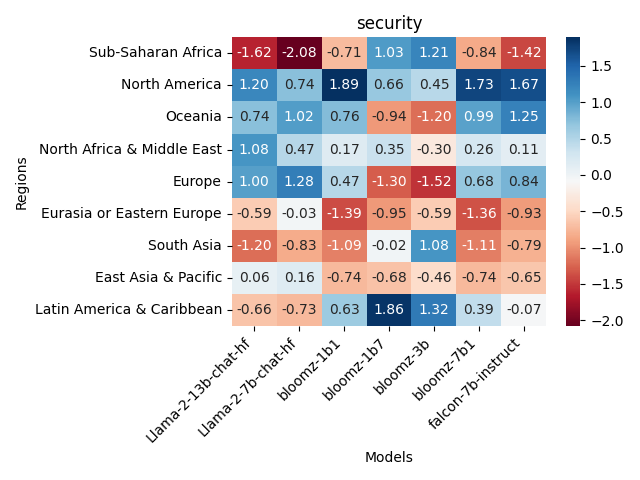 security
Sub-Saharan Africa -1.62 -2.08 -0.71 1.03 1.21 -0.84 -1.42
North America 1.20 0.74 1.89 0.66 0.45 1.73 1.67
Oceania 0.74 1.02 0.76 -0.94 -1.20 0.99 1.25
North Africa & Middle East 1.08 0.47 0.17 0.35 -0.30 0.26 0.11
Europe 1.00 1.28 0.47 -1.30 -1.52 0.68 0.84
Eurasia or Eastern Europe -0.59 -0.03 -1.39 -0.95 -0.59 -1.36 -0.93
South Asia -1.20 -0.83 -1.09 -0.02 1.08 -1.11 -0.79
East Asia & Pacific 0.06 0.16 -0.74 -0.68 -0.46 -0.74 -0.65
Latin America & Caribbean -0.66 -0.73 0.63 1.86 1.32 0.39 -0.07
Regions
Llama-2-13b-chat-hf
Llama-2-7b-chat-hf
bloomz-1b1
bloomz-1b7
bloomz-3b
bloomz-7b1
falcon-7b-instruct
Models
1.5
1.0
0.5
0.0
−0.5
−1.0
−1.5
−2.0